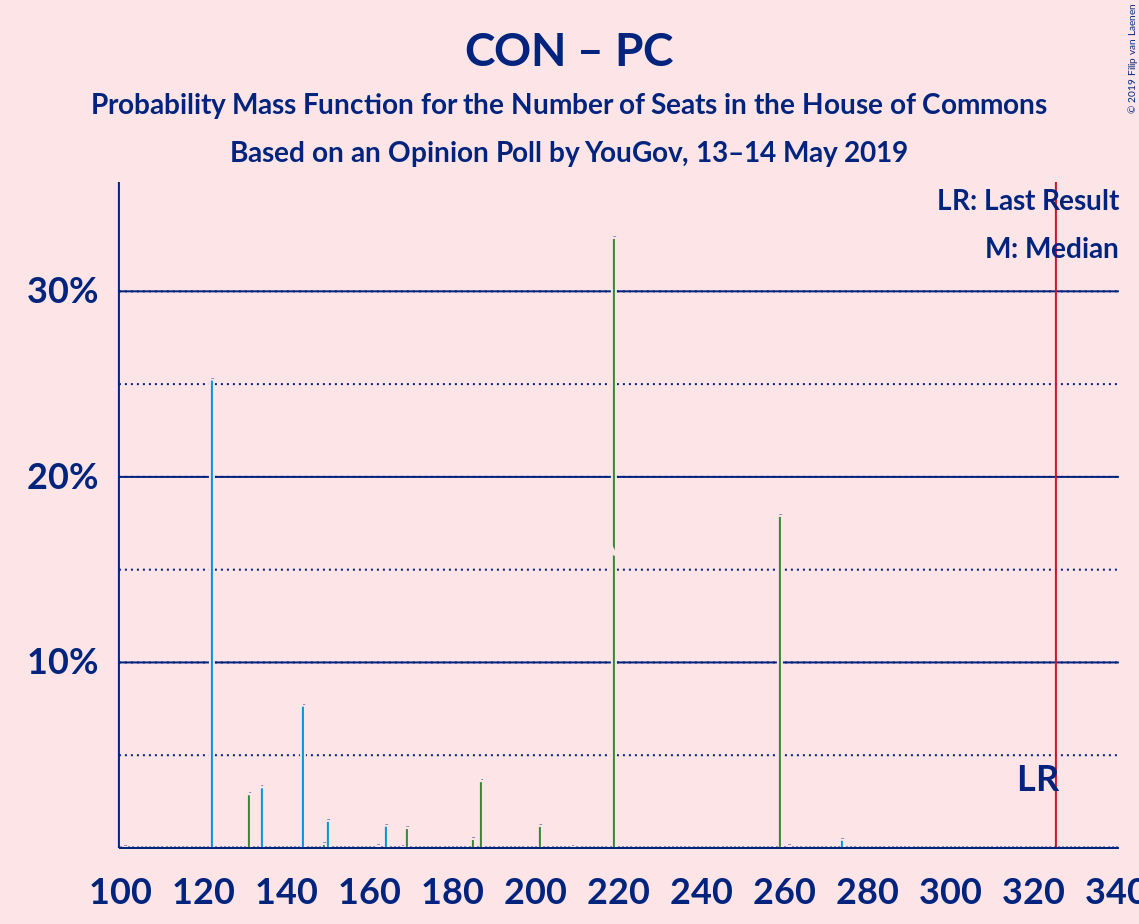 CON – PC
Probability Mass Function for the Number of Seats in the House of Commons
Based on an Opinion Poll by YouGov, 13–14 May 2019
© 2019 Filip van Laenen
LR: Last Result
M: Median
30%
20%
10%
LR
100 120 140 160 180 200 220 240 260 280 300 320 340